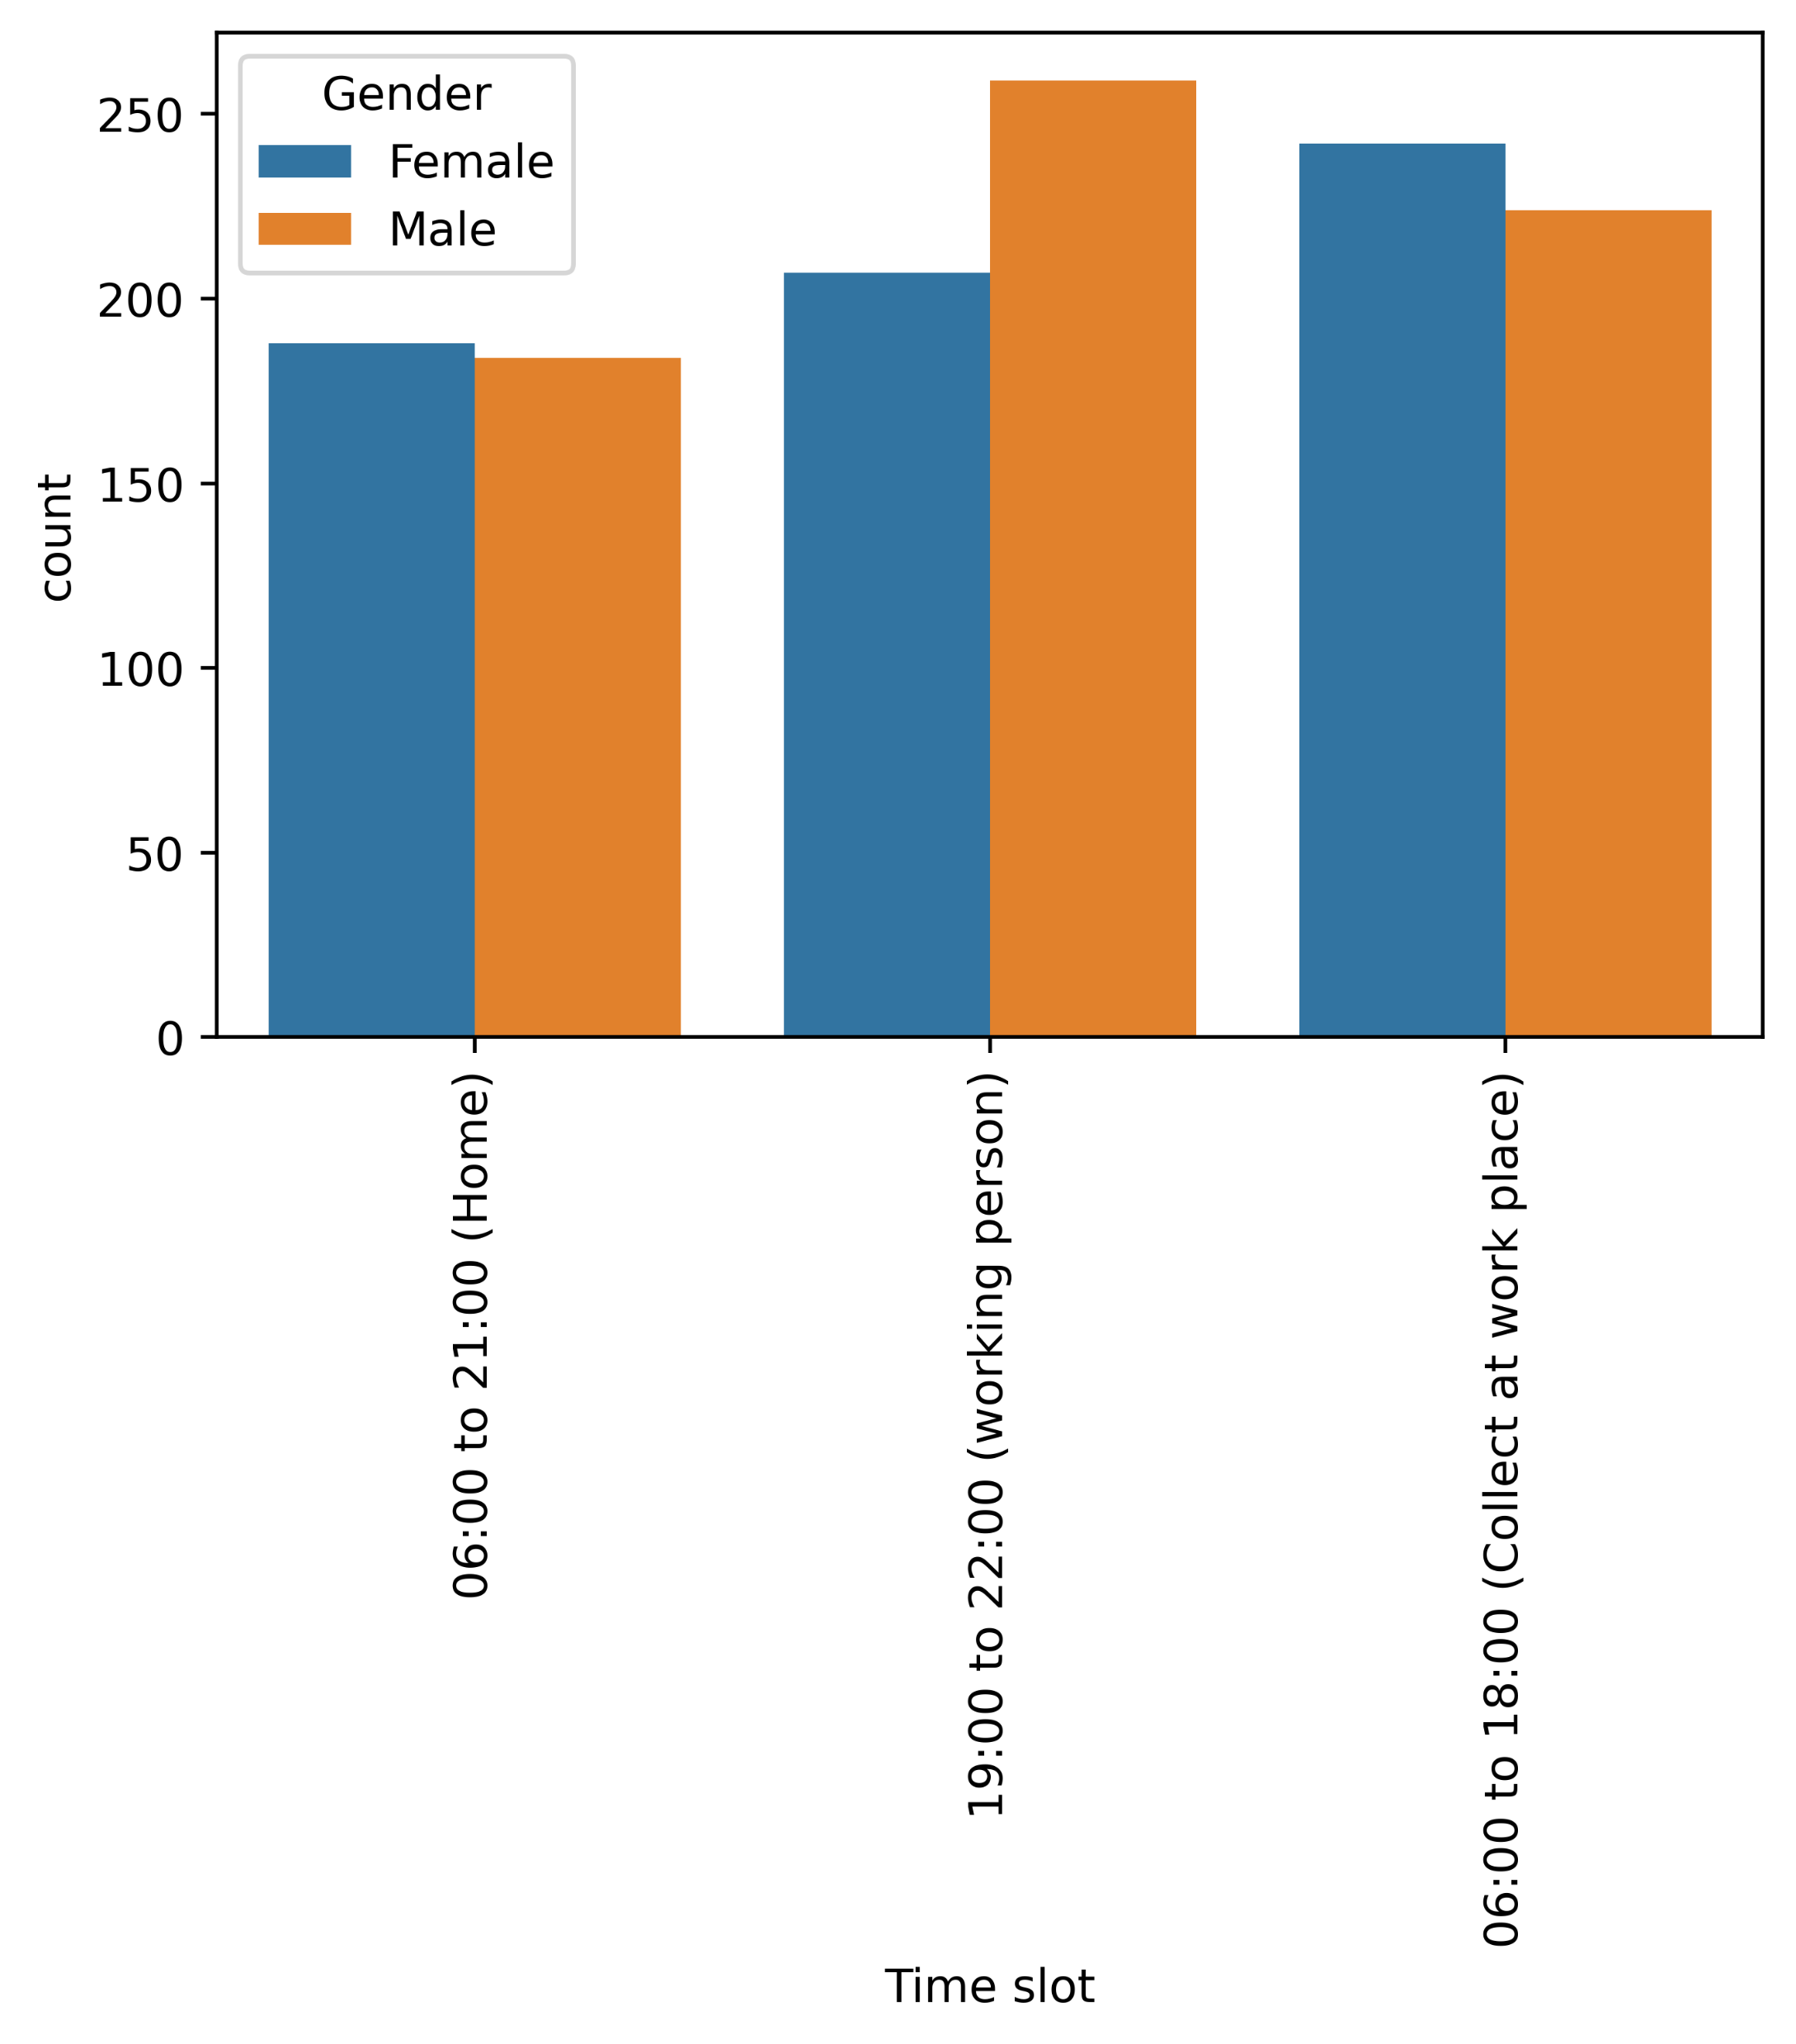 Gender
Female
Male
count
250
200
150
100
50
0
06:00 to 21:00 (Home)
19:00 to 22:00 (working person)
06:00 to 18:00 (Collect at work place)
Time slot